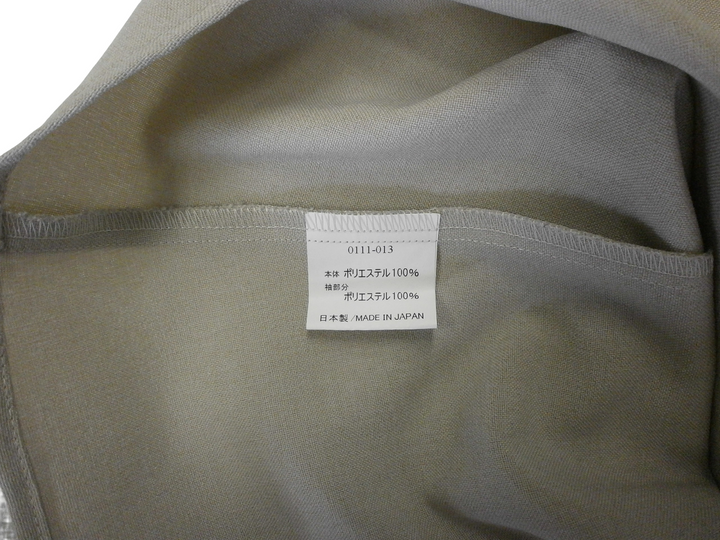 0111-013
本体 ポリエステル100%
袖部分
ポリエステル100%
日本製/MADE IN JAPAN